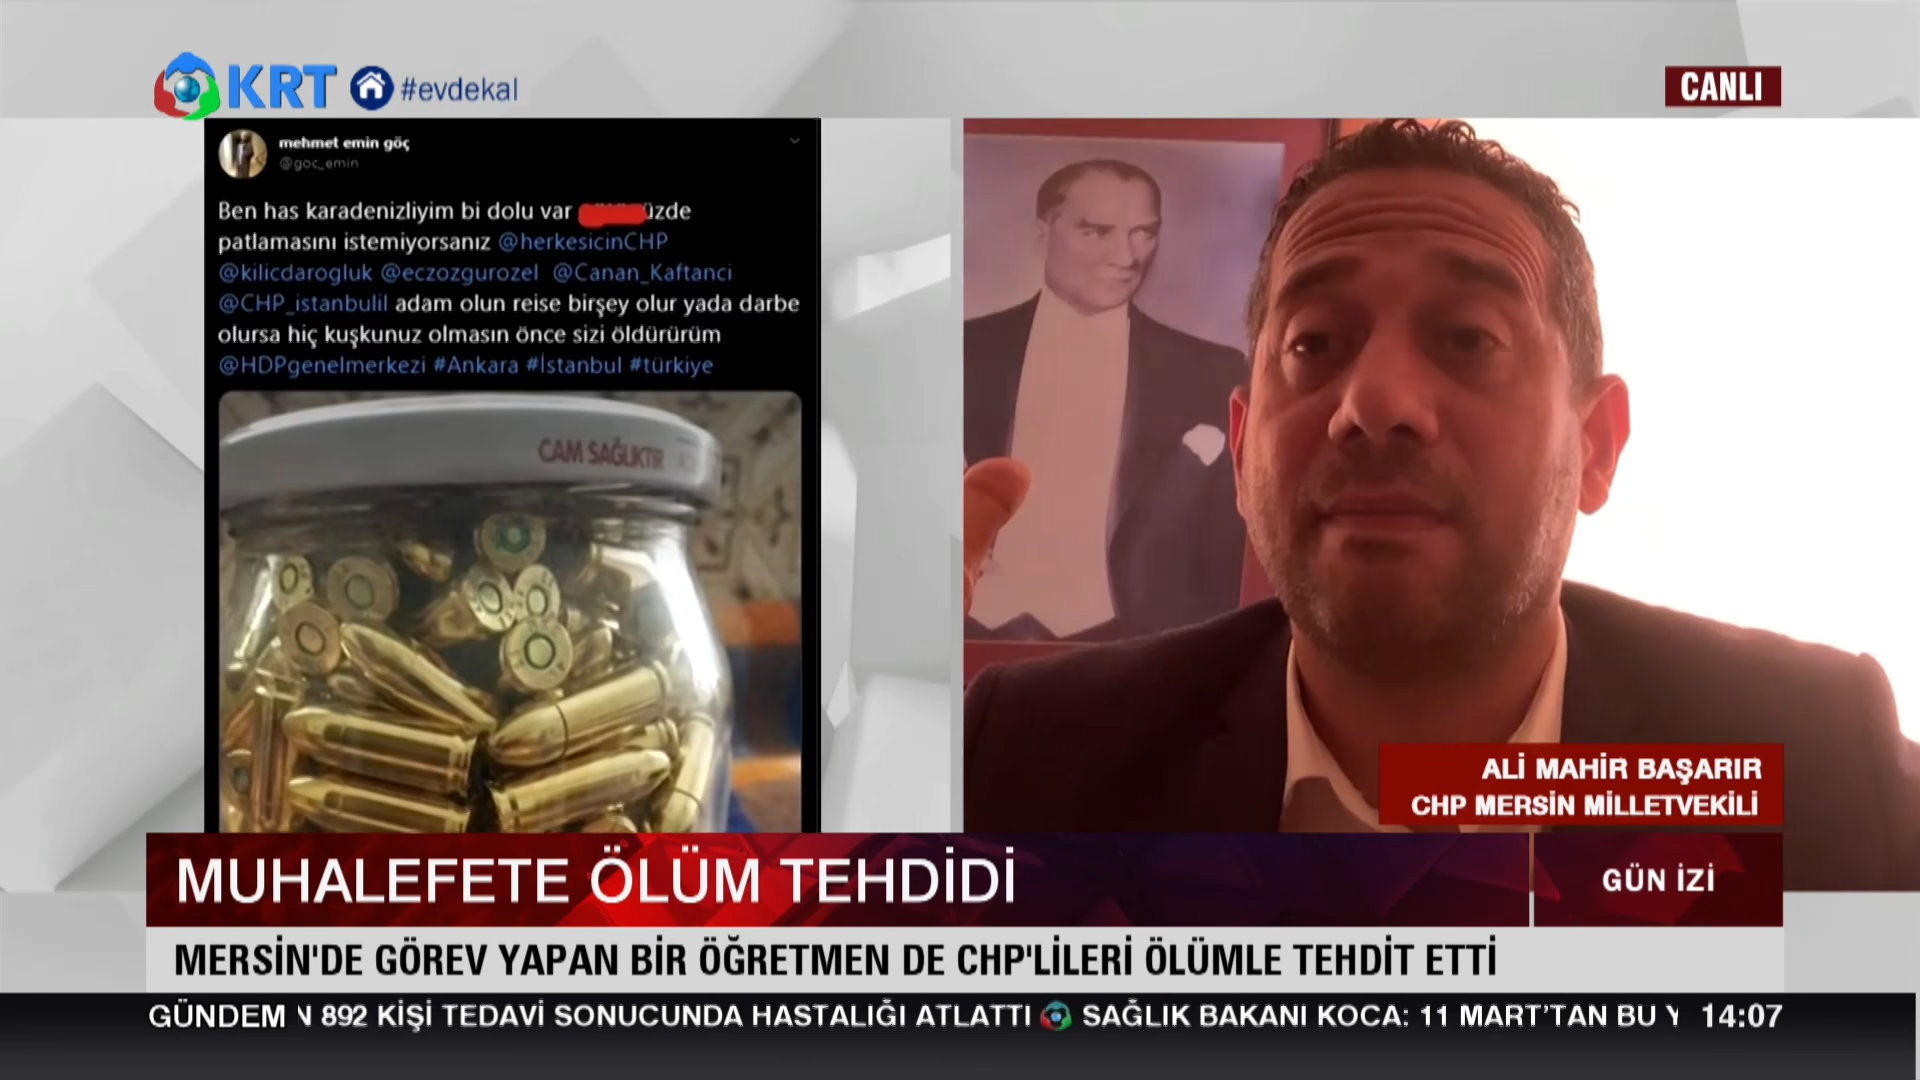 KRT #evdekal
CANLI
mehmet emin göç
@goc_emin
Ben has karadenizliyim bi dolu var üzde
patlamasını istemiyorsanız @herkesicinCHP
@kilicdarogluk @eczozgurozel @Canan_Kaftanci
@CHP_istanbulil adam olun reise birşey olur yada darbe
olursa hiç kuşkunuz olmasın önce sizi öldürürüm
@HDPgenelmerkezi #Ankara #İstanbul #türkiye
CAM SAĞLIKTIR
ALİ MAHİR BAŞARIR
CHP MERSİN MİLLETVEKİLİ
MUHALEFETE ÖLÜM TEHDİDİ
GÜN İZİ
MERSİN'DE GÖREV YAPAN BİR ÖĞRETMEN DE CHP'LİLERİ ÖLÜMLE TEHDİT ETTİ
GÜNDEM N 892 KİŞİ TEDAVİ SONUCUNDA HASTALIĞI ATLATTI SAĞLIK BAKANI KOCA: 11 MART'TAN BU Y 14:07